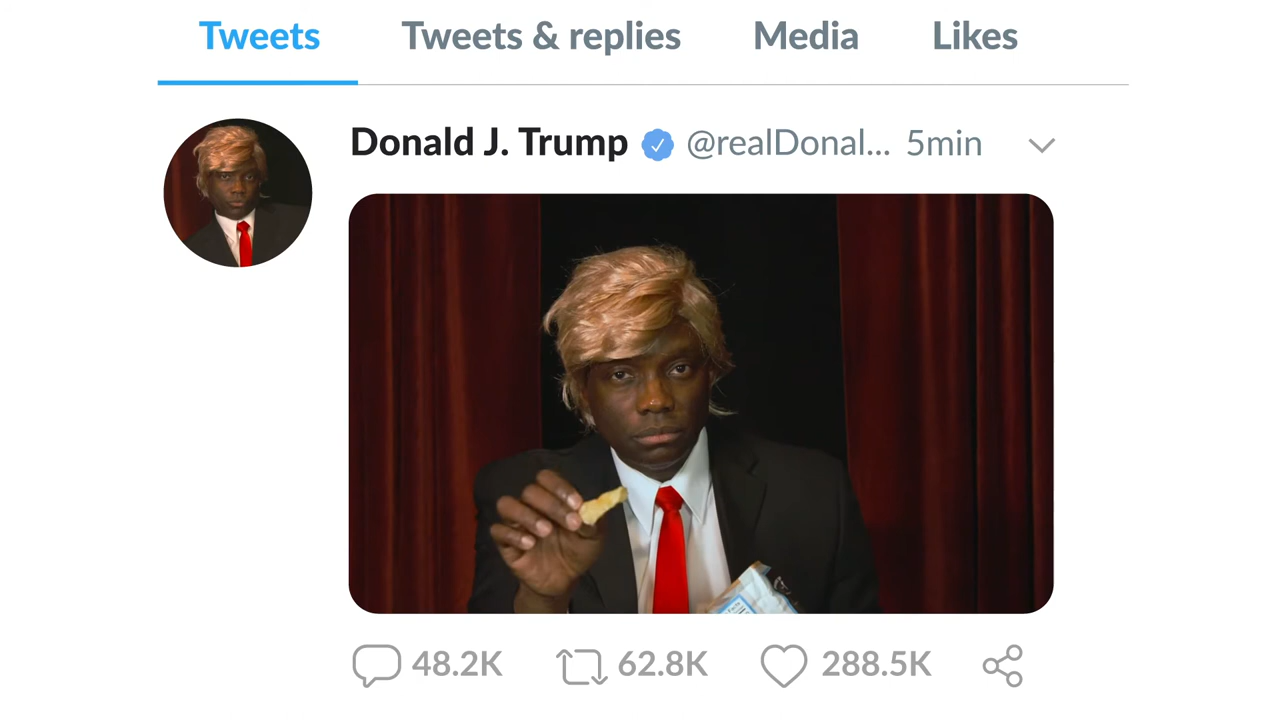 Tweets Tweets & replies Media Likes
Donald J. Trump @realDonal... 5min
48.2K 62.8K 288.5K